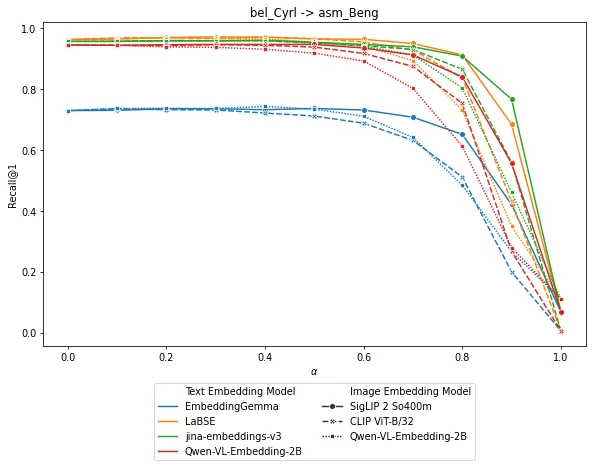 bel_Cyrl -> asm_Beng
Recall@1
1.0
0.8
0.6
0.4
0.2
0.0
0.0 0.2 0.4 0.6 0.8 1.0
α
Text Embedding Model
EmbeddingGemma
LaBSE
jina-embeddings-v3
Qwen-VL-Embedding-2B
Image Embedding Model
SigLIP 2 So400m
CLIP ViT-B/32
Qwen-VL-Embedding-2B